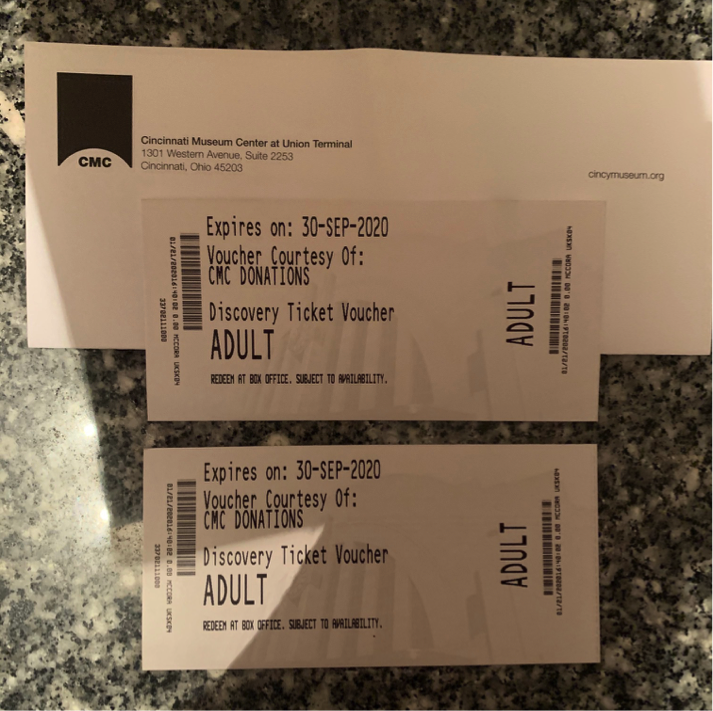 CMC
Cincinnati Museum Center at Union Terminal
1301 Western Avenue, Suite 2253
Cincinnati, Ohio 45203
cincymuseum.org
Expires on: 30-SEP-2020
Voucher Courtesy Of:
CMC DONATIONS
Discovery Ticket Voucher
ADULT
REDEEM AT BOX OFFICE. SUBJECT TO AVAILABILITY.
ADULT
Expires on: 30-SEP-2020
Voucher Courtesy Of:
CMC DONATIONS
Discovery Ticket Voucher
ADULT
REDEEM AT BOX OFFICE. SUBJECT TO AVAILABILITY.
ADULT